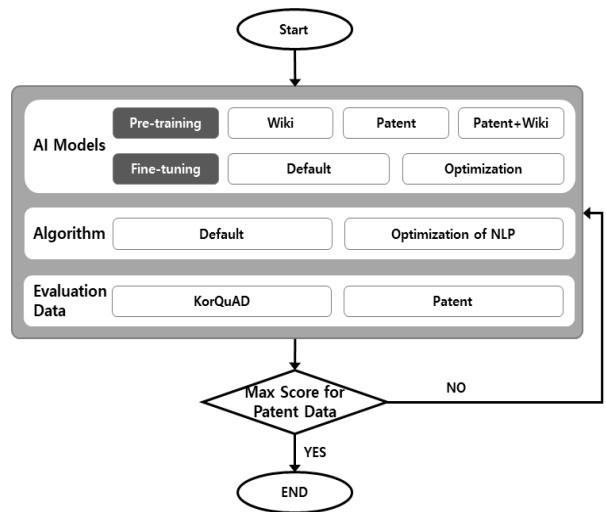 Start
AI Models
Pre-training
Wiki
Patent
Patent+Wiki
Fine-tuning
Default
Optimization
Algorithm
Default
Optimization of NLP
Evaluation
Data
KorQuAD
Patent
Max Score for
Patent Data
NO
YES
END